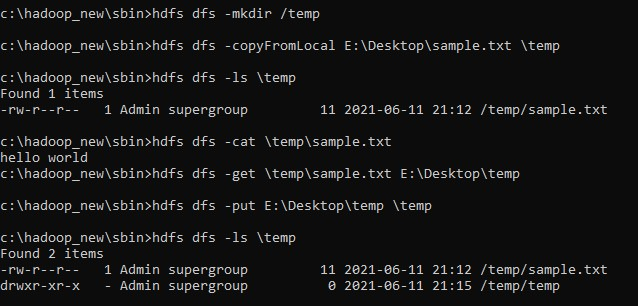 c:\hadoop_new\sbin>hdfs dfs -mkdir /temp
c:\hadoop_new\sbin>hdfs dfs -copyFromLocal E:\Desktop\sample.txt \temp
c:\hadoop_new\sbin>hdfs dfs -ls \temp
Found 1 items
-rw-r--r--   1 Admin supergroup         11 2021-06-11 21:12 /temp/sample.txt
c:\hadoop_new\sbin>hdfs dfs -cat \temp\sample.txt
hello world
c:\hadoop_new\sbin>hdfs dfs -get \temp\sample.txt E:\Desktop\temp
c:\hadoop_new\sbin>hdfs dfs -put E:\Desktop\temp \temp
c:\hadoop_new\sbin>hdfs dfs -ls \temp
Found 2 items
-rw-r--r--   1 Admin supergroup         11 2021-06-11 21:12 /temp/sample.txt
drwxr-xr-x   - Admin supergroup          0 2021-06-11 21:15 /temp/temp